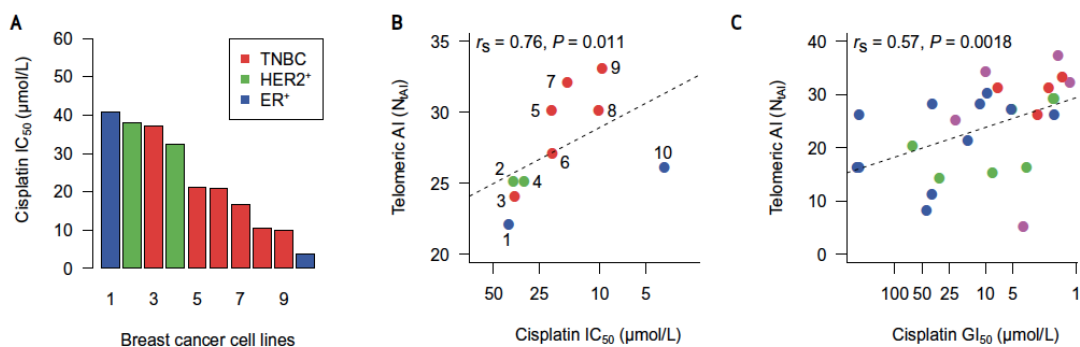 A
Cisplatin IC50 (µmol/L)
60
50
40
30
20
10
0
TNBC
HER2+
ER+
1 3 5 7 9
Breast cancer cell lines
B
rS = 0.76, P = 0.011
Telomeric AI (NtAI)
35
30
25
20
9
7
5
8
6
10
2
4
3
1
50 25 10 5
Cisplatin IC50 (µmol/L)
C
rS = 0.57, P = 0.0018
Telomeric AI (NtAI)
40
30
20
10
0
100 50 25 10 5 1
Cisplatin GI50 (µmol/L)